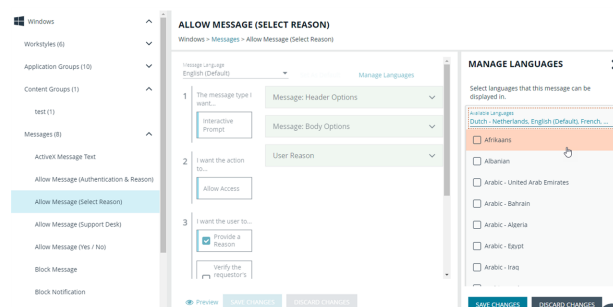 Windows
Workstyles (6)
Application Groups (10)
Content Groups (1)
test (1)
Messages (8)
ActiveX Message Text
Allow Message (Authentication & Reason)
Allow Message (Select Reason)
Allow Message (Support Desk)
Allow Message (Yes / No)
Block Message
Block Notification
ALLOW MESSAGE (SELECT REASON)
Windows > Messages > Allow Message (Select Reason)
Message Language
English (Default)
Manage Languages
1
The message type I
want...
Interactive
Prompt
2
I want the action
to...
Allow Access
3
I want the user to...
Provide a
Reason
Verify the
requestor's
Message: Header Options
Message: Body Options
User Reason
Preview
SAVE CHANGES
DISCARD CHANGES
MANAGE LANGUAGES
Select languages that this message can be
displayed in.
Available Languages
Dutch - Netherlands, English (Default), French, ...
Afrikaans
Albanian
Arabic - United Arab Emirates
Arabic - Bahrain
Arabic - Algeria
Arabic - Egypt
Arabic - Iraq
SAVE CHANGES
DISCARD CHANGES